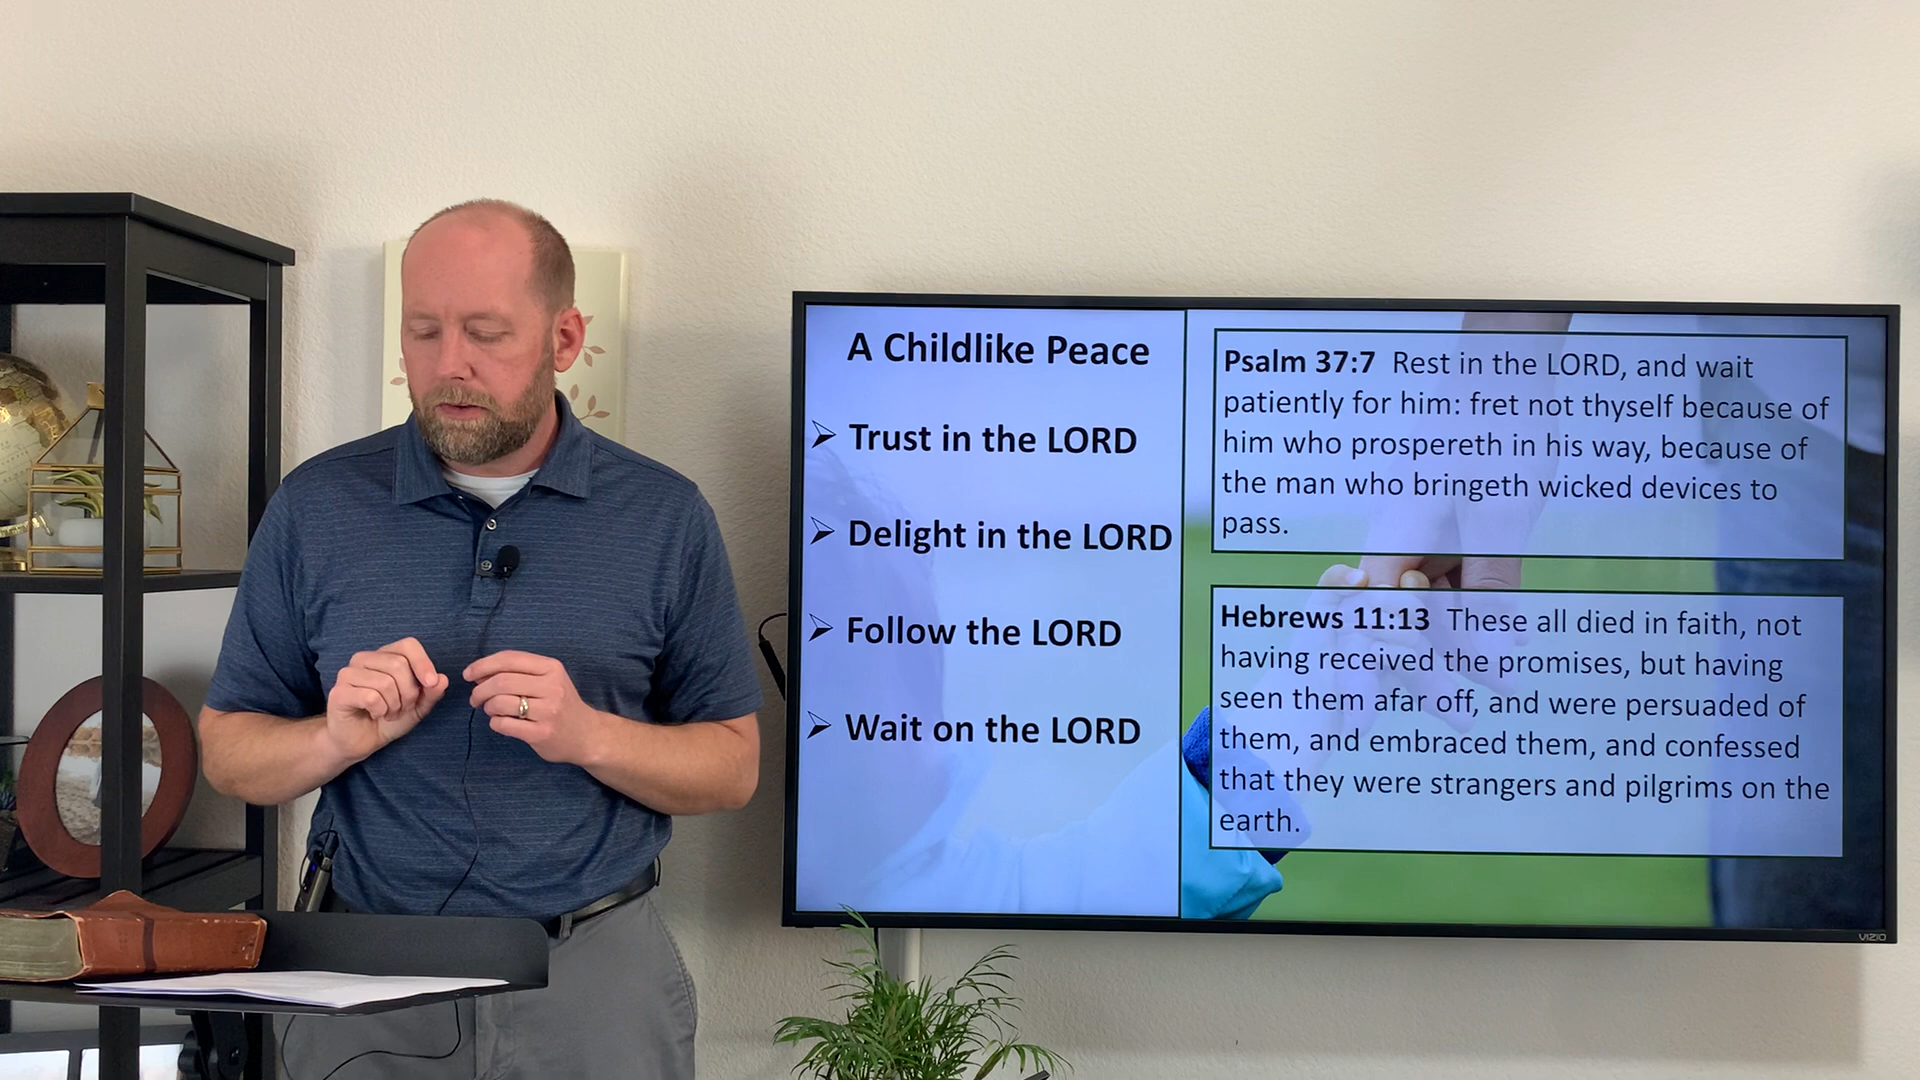 A Childlike Peace
➢ Trust in the LORD
➢ Delight in the LORD
➢ Follow the LORD
➢ Wait on the LORD
Psalm 37:7 Rest in the LORD, and wait
patiently for him: fret not thyself because of
him who prospereth in his way, because of
the man who bringeth wicked devices to
pass.
Hebrews 11:13 These all died in faith, not
having received the promises, but having
seen them afar off, and were persuaded of
them, and embraced them, and confessed
that they were strangers and pilgrims on the
earth.
VIZIO